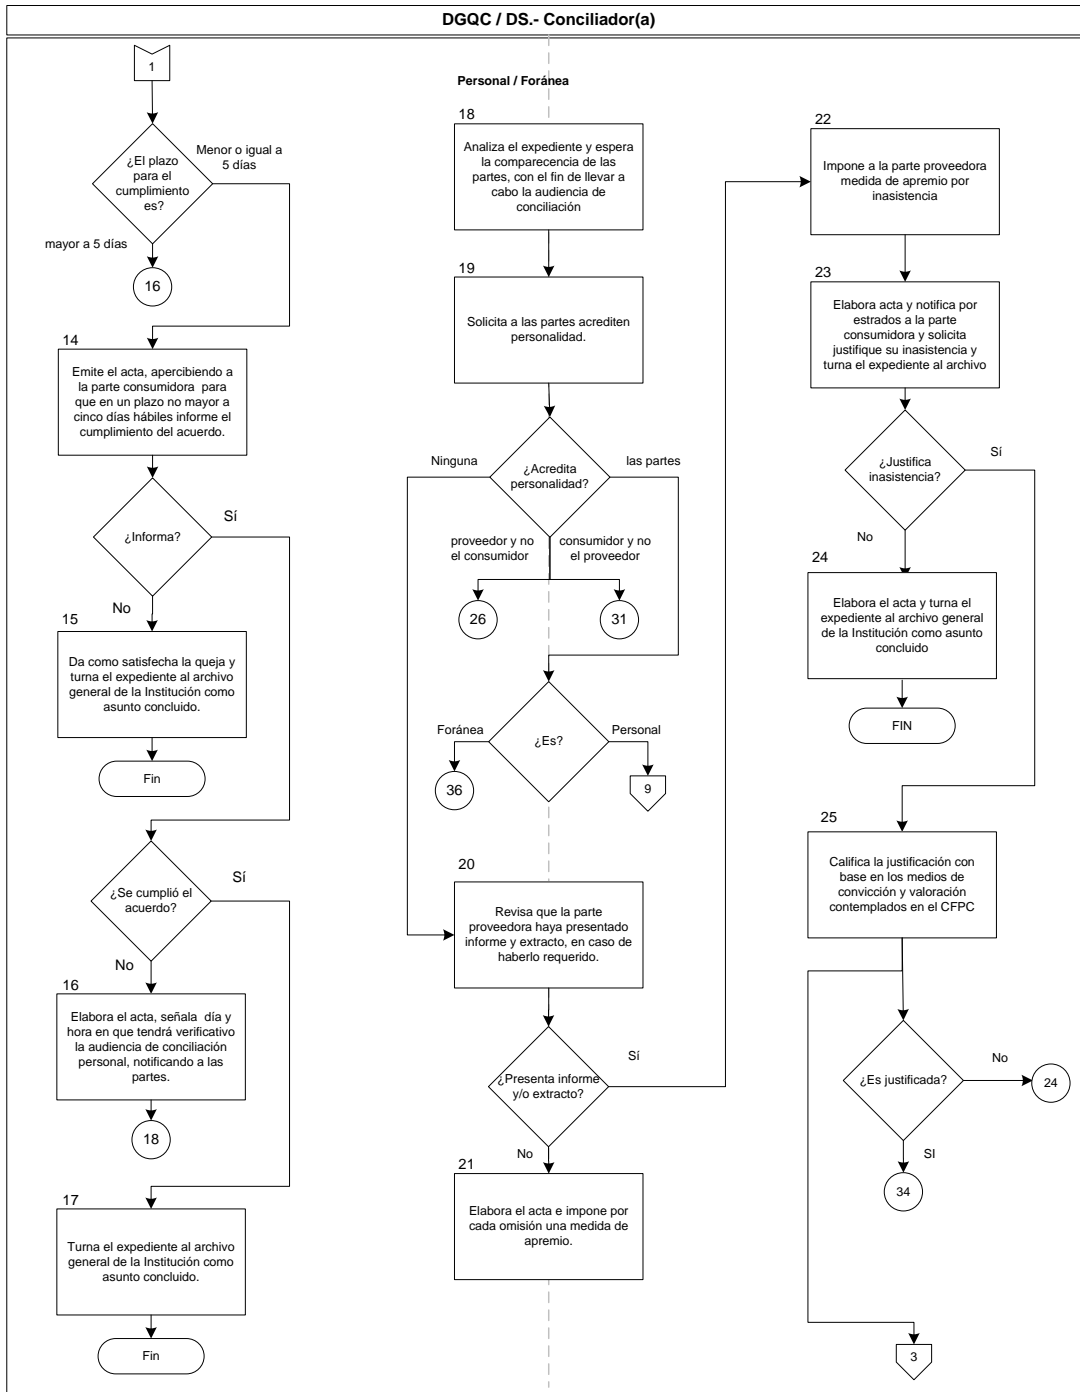 DGQC / DS.- Conciliador(a)
1
¿El plazo
para el
cumplimiento
es?
Menor o igual a
5 días
mayor a 5 días
16
14
Emite el acta, apercibiendo a
la parte consumidora para
que en un plazo no mayor a
cinco días hábiles informe el
cumplimiento del acuerdo.
¿Informa?
Sí
No
15
Da como satisfecha la queja y
turna el expediente al archivo
general de la Institución como
asunto concluido.
Fin
¿Se cumplió el
acuerdo?
Sí
No
16
Elabora el acta, señala día y
hora en que tendrá verificativo
la audiencia de conciliación
personal, notificando a las
partes.
18
17
Turna el expediente al archivo
general de la Institución como
asunto concluido.
Fin
Personal / Foránea
18
Analiza el expediente y espera
la comparecencia de las
partes, con el fin de llevar a
cabo la audiencia de
conciliación
19
Solicita a las partes acrediten
personalidad.
¿Acredita
personalidad?
Ninguna
las partes
proveedor y no
el consumidor
consumidor y no
el proveedor
26
31
¿Es?
Foránea
Personal
36
9
20
Revisa que la parte
proveedora haya presentado
informe y extracto, en caso de
haberlo requerido.
¿Presenta informe
y/o extracto?
Sí
No
21
Elabora el acta e impone por
cada omisión una medida de
apremio.
22
Impone a la parte proveedora
medida de apremio por
inasistencia
23
Elabora acta y notifica por
estrados a la parte
consumidora y solicita
justifique su inasistencia y
turna el expediente al archivo
¿Justifica
inasistencia?
Sí
No
24
Elabora el acta y turna el
expediente al archivo general
de la Institución como asunto
concluido
FIN
25
Califica la justificación con
base en los medios de
convicción y valoración
contemplados en el CFPC
¿Es justificada?
No
24
SI
34
3